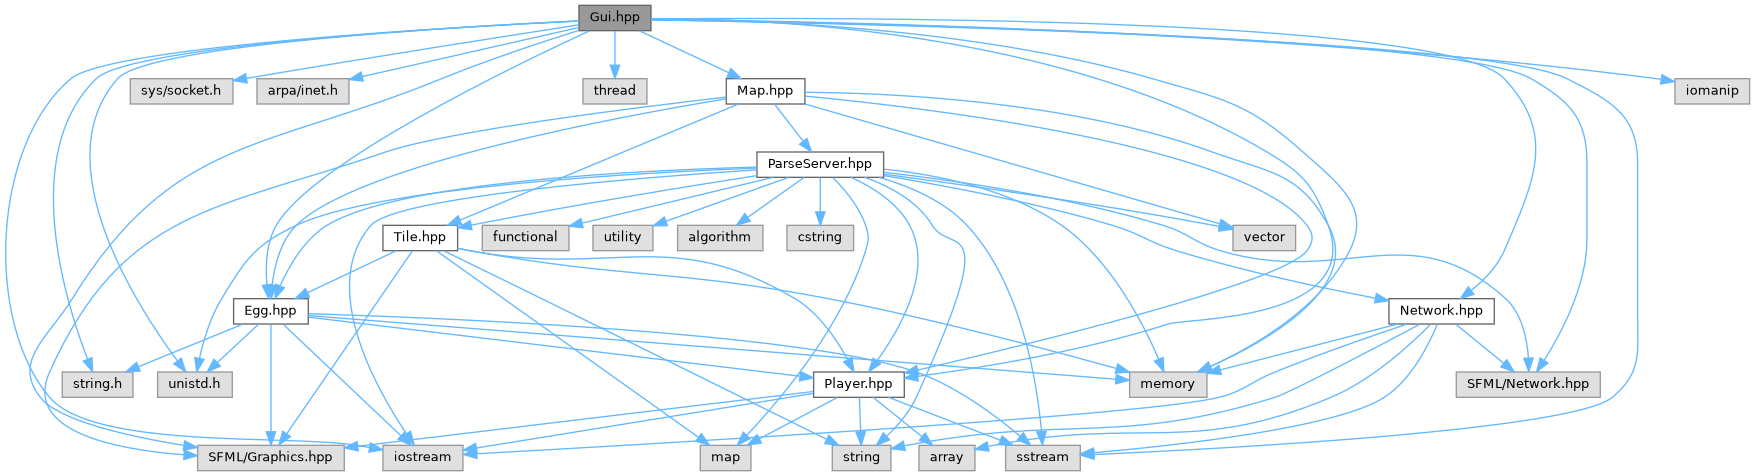 Gui.hpp
sys/socket.h
arpa/inet.h
thread
Map.hpp
iomanip
ParseServer.hpp
Tile.hpp
functional
utility
algorithm
cstring
vector
Egg.hpp
Network.hpp
string.h
unistd.h
Player.hpp
memory
SFML/Network.hpp
SFML/Graphics.hpp
iostream
map
string
array
sstream